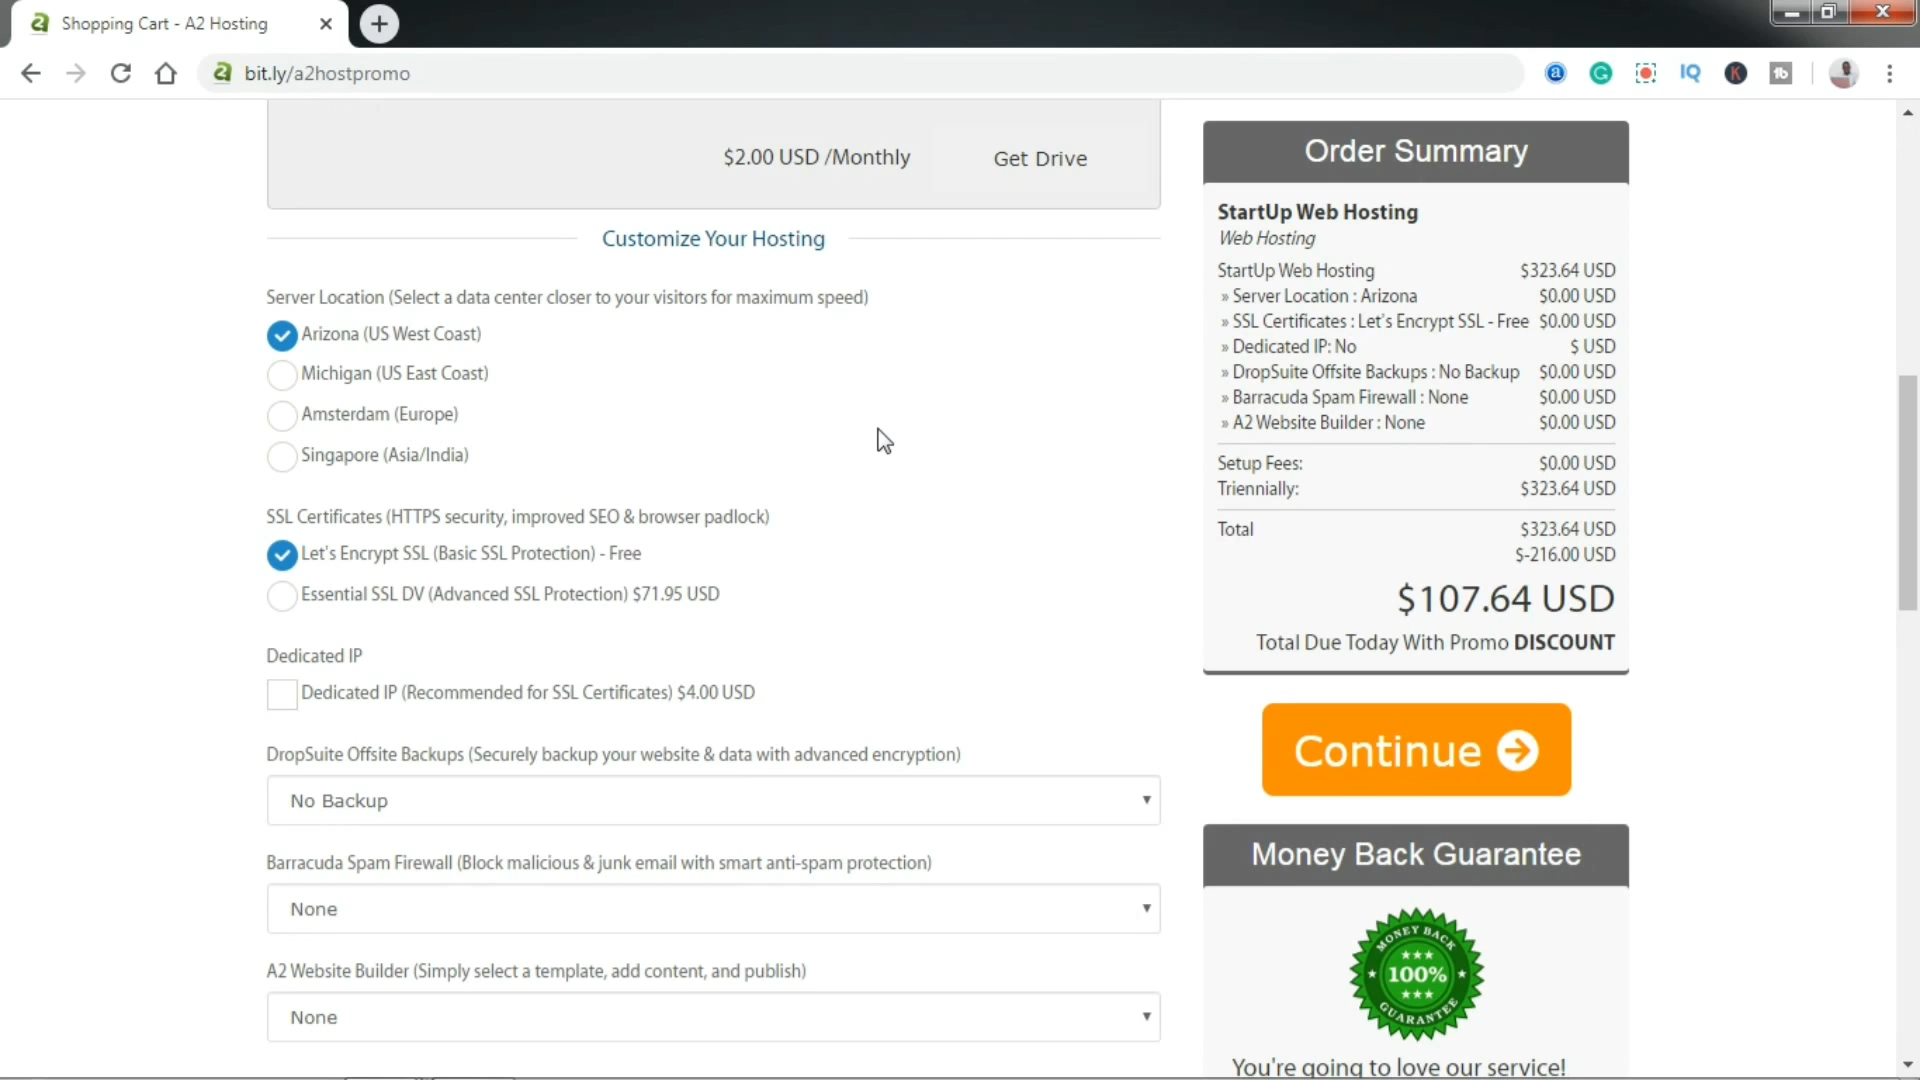 Shopping Cart - A2 Hosting
bit.ly/a2hostpromo
$2.00 USD /Monthly
Get Drive
Customize Your Hosting
Server Location (Select a data center closer to your visitors for maximum speed)
Arizona (US West Coast)
Michigan (US East Coast)
Amsterdam (Europe)
Singapore (Asia/India)
SSL Certificates (HTTPS security, improved SEO & browser padlock)
Let's Encrypt SSL (Basic SSL Protection) - Free
Essential SSL DV (Advanced SSL Protection) $71.95 USD
Dedicated IP
Dedicated IP (Recommended for SSL Certificates) $4.00 USD
DropSuite Offsite Backups (Securely backup your website & data with advanced encryption)
No Backup
Barracuda Spam Firewall (Block malicious & junk email with smart anti-spam protection)
None
A2 Website Builder (Simply select a template, add content, and publish)
None
Order Summary
StartUp Web Hosting
Web Hosting
StartUp Web Hosting $323.64 USD
» Server Location : Arizona $0.00 USD
» SSL Certificates : Let's Encrypt SSL - Free $0.00 USD
» Dedicated IP: No $ USD
» DropSuite Offsite Backups : No Backup $0.00 USD
» Barracuda Spam Firewall : None $0.00 USD
» A2 Website Builder : None $0.00 USD
Setup Fees: $0.00 USD
Triennially: $323.64 USD
Total $323.64 USD
$-216.00 USD
$107.64 USD
Total Due Today With Promo DISCOUNT
Continue
Money Back Guarantee
MONEY BACK
100%
GUARANTEE
You're going to love our service!